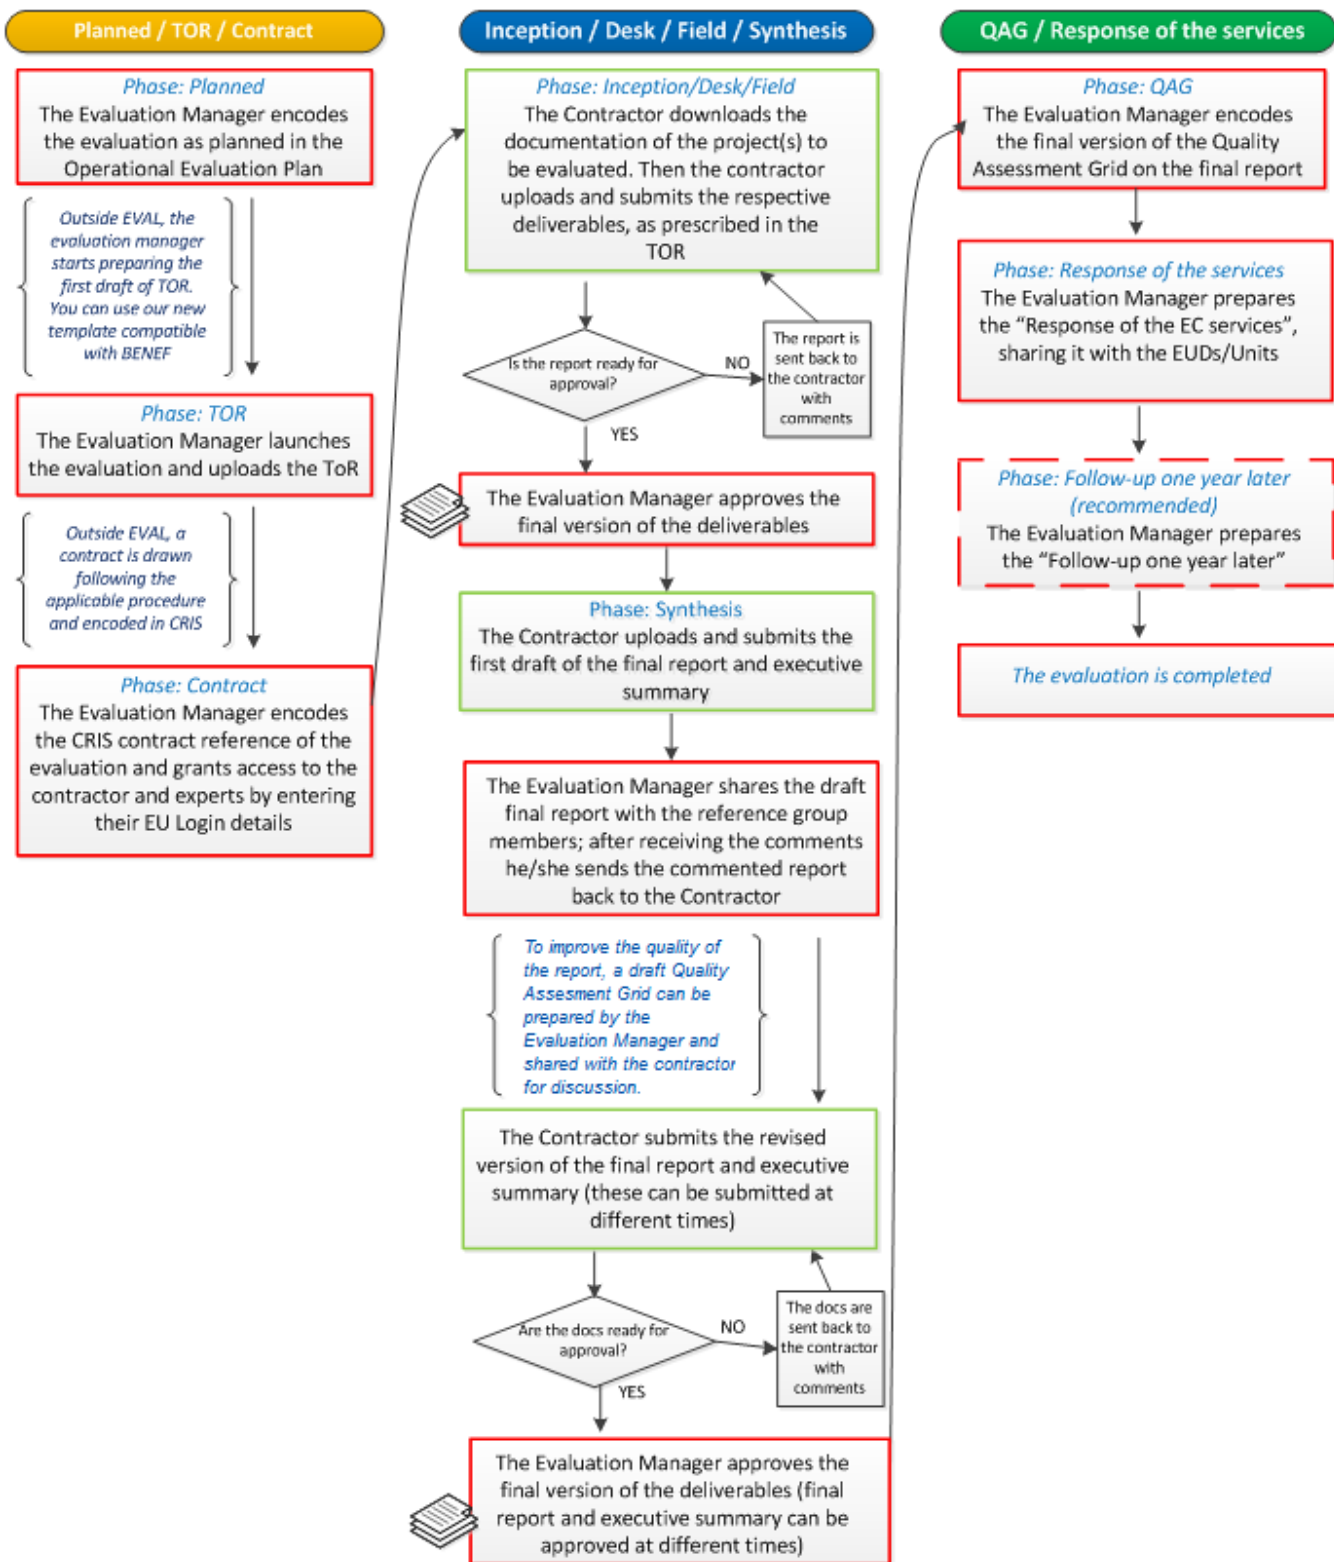 Planned / TOR / Contract
Phase: Planned
The Evaluation Manager encodes
the evaluation as planned in the
Operational Evaluation Plan
Outside EVAL, the
evaluation manager
starts preparing the
first draft of TOR.
You can use our new
template compatible
with BENEF
Phase: TOR
The Evaluation Manager launches
the evaluation and uploads the ToR
Outside EVAL, a
contract is drawn
following the
applicable procedure
and encoded in CRIS
Phase: Contract
The Evaluation Manager encodes
the CRIS contract reference of the
evaluation and grants access to the
contractor and experts by entering
their EU Login details
Inception / Desk / Field / Synthesis
Phase: Inception/Desk/Field
The Contractor downloads the
documentation of the project(s) to
be evaluated. Then the contractor
uploads and submits the respective
deliverables, as prescribed in the
TOR
Is the report ready for
approval?
NO
The report is
sent back to
the contractor
with
comments
YES
The Evaluation Manager approves the
final version of the deliverables
Phase: Synthesis
The Contractor uploads and submits the
first draft of the final report and executive
summary
The Evaluation Manager shares the draft
final report with the reference group
members; after receiving the comments
he/she sends the commented report
back to the Contractor
To improve the quality of
the report, a draft Quality
Assesment Grid can be
prepared by the
Evaluation Manager and
shared with the contractor
for discussion.
The Contractor submits the revised
version of the final report and executive
summary (these can be submitted at
different times)
Are the docs ready for
approval?
NO
The docs are
sent back to
the contractor
with
comments
YES
The Evaluation Manager approves the
final version of the deliverables (final
report and executive summary can be
approved at different times)
QAG / Response of the services
Phase: QAG
The Evaluation Manager encodes
the final version of the Quality
Assessment Grid on the final report
Phase: Response of the services
The Evaluation Manager prepares
the “Response of the EC services”,
sharing it with the EUDs/Units
Phase: Follow-up one year later
(recommended)
The Evaluation Manager prepares
the “Follow-up one year later”
The evaluation is completed